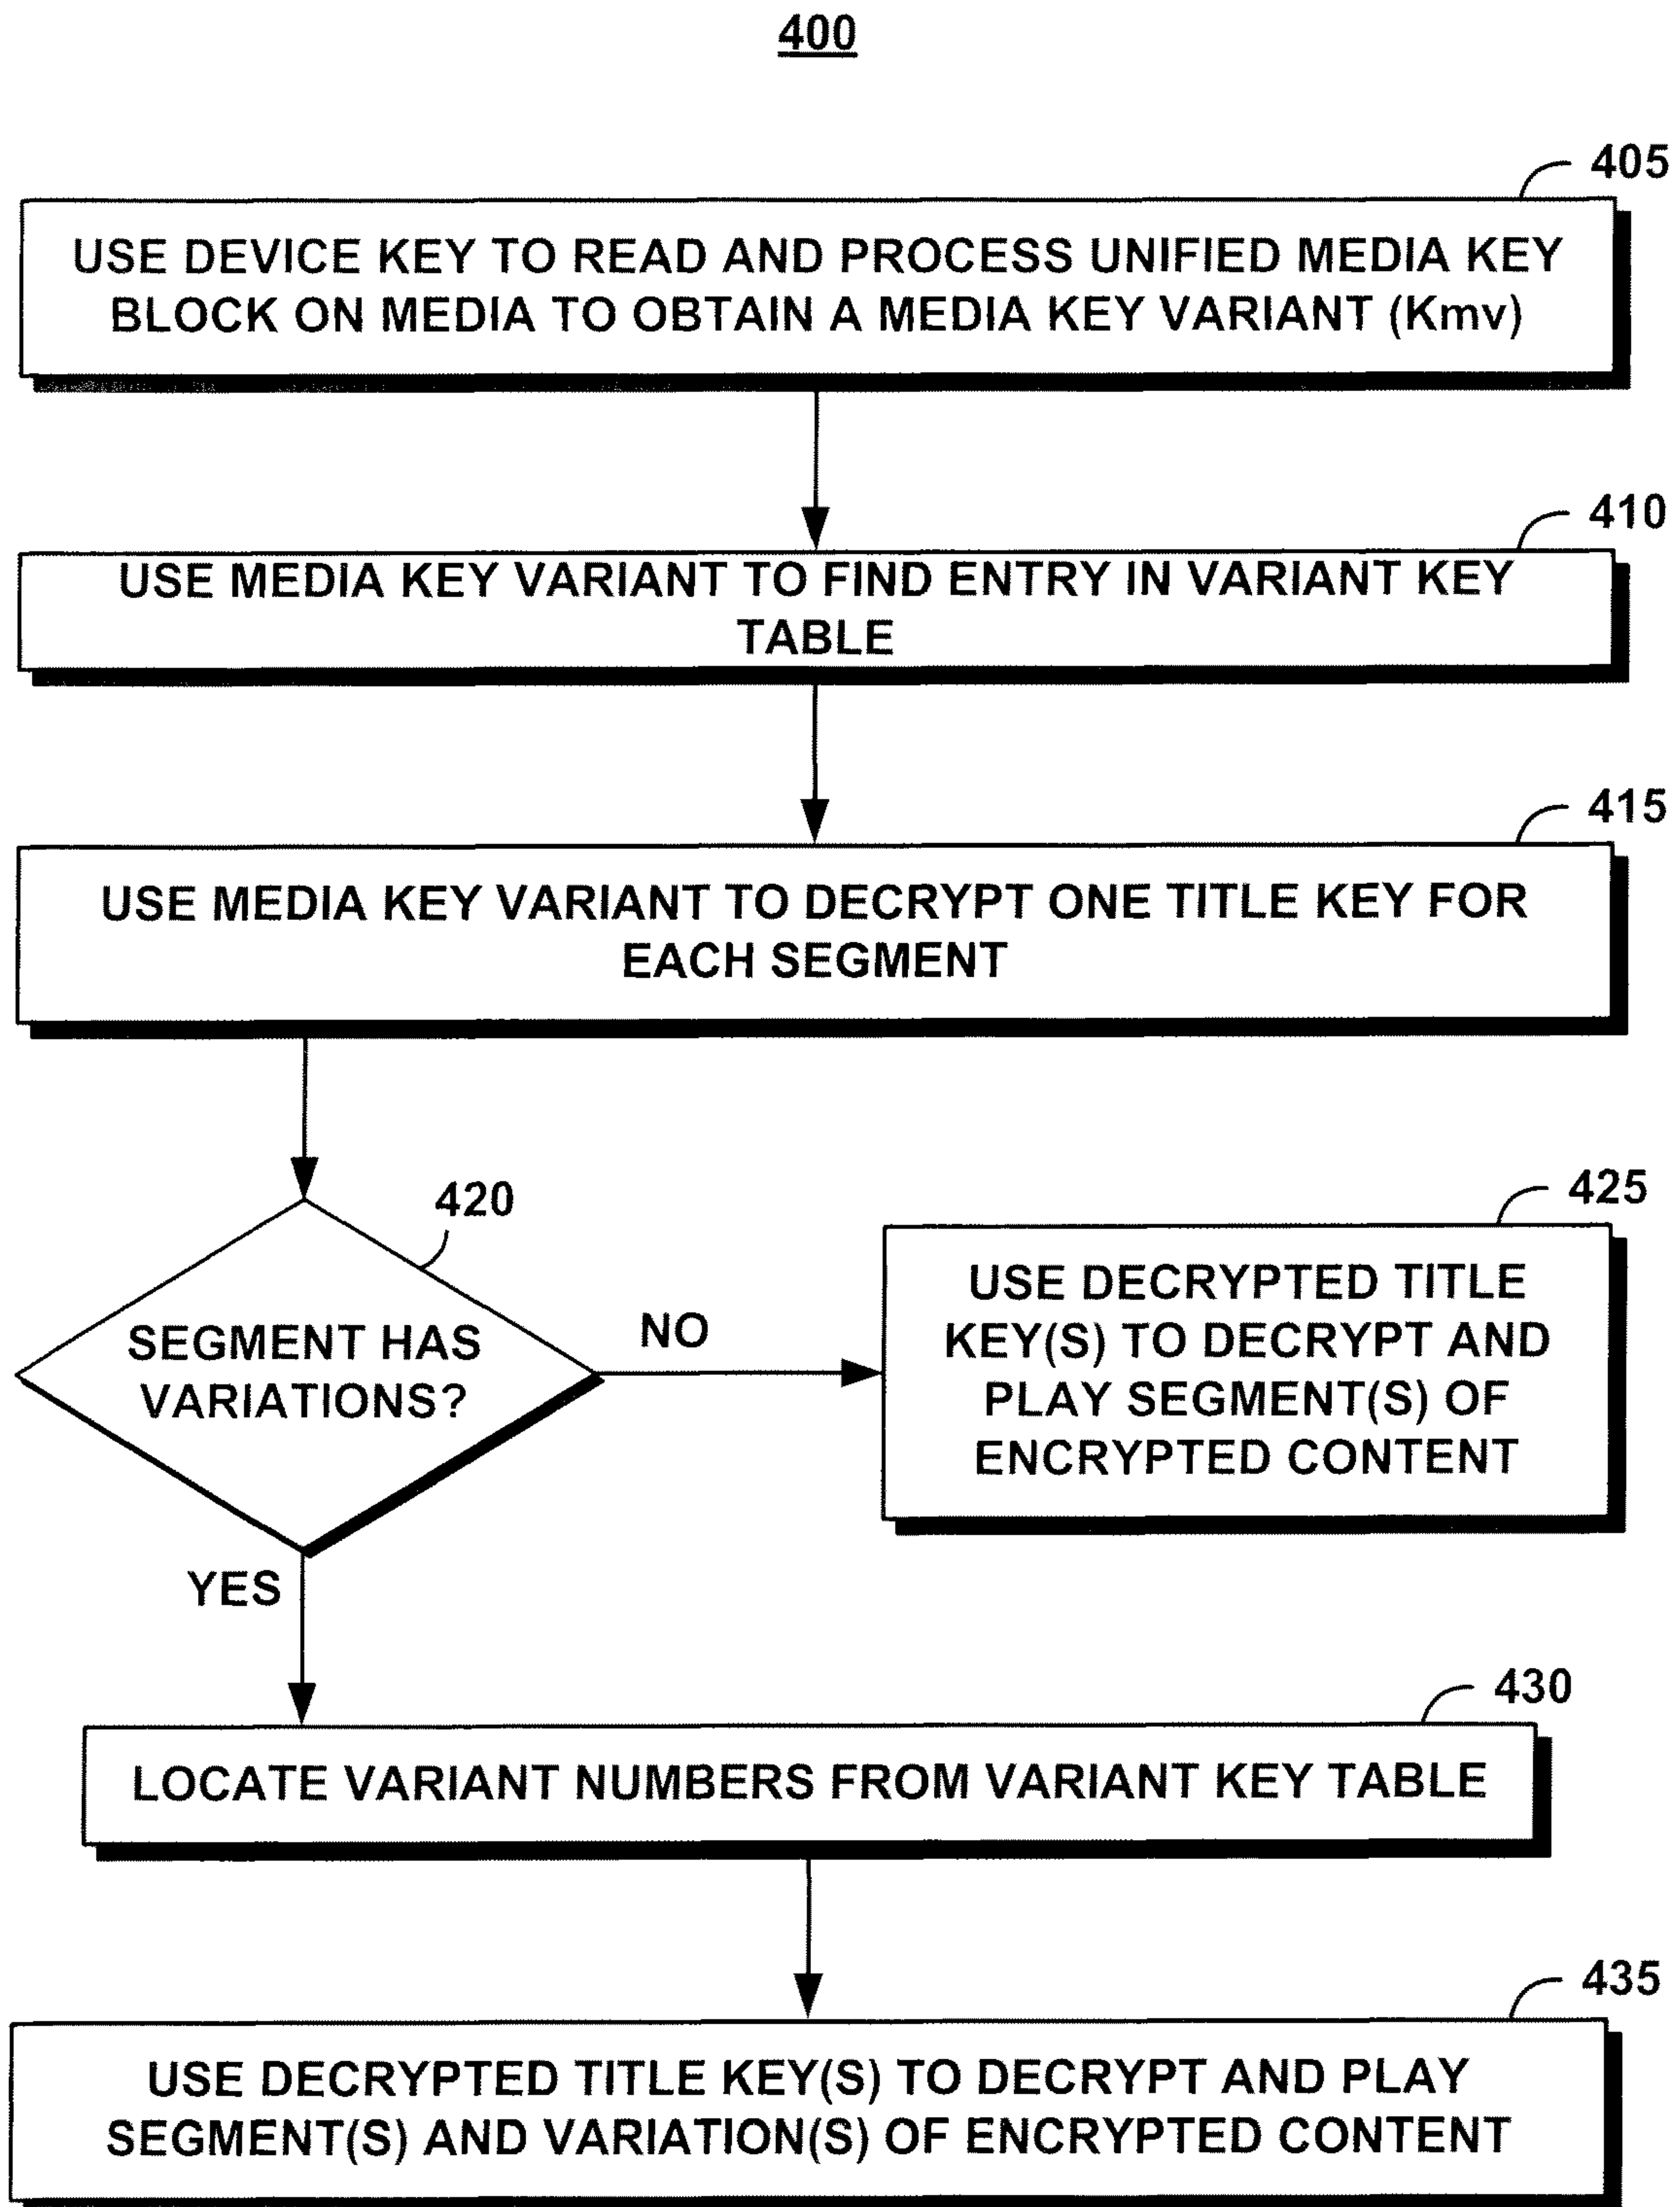 400
405
USE DEVICE KEY TO READ AND PROCESS UNIFIED MEDIA KEY
BLOCK ON MEDIA TO OBTAIN A MEDIA KEY VARIANT (Kmv)
410
USE MEDIA KEY VARIANT TO FIND ENTRY IN VARIANT KEY
TABLE
415
USE MEDIA KEY VARIANT TO DECRYPT ONE TITLE KEY FOR
EACH SEGMENT
420
SEGMENT HAS
VARIATIONS?
NO
425
USE DECRYPTED TITLE
KEY(S) TO DECRYPT AND
PLAY SEGMENT(S) OF
ENCRYPTED CONTENT
YES
430
LOCATE VARIANT NUMBERS FROM VARIANT KEY TABLE
435
USE DECRYPTED TITLE KEY(S) TO DECRYPT AND PLAY
SEGMENT(S) AND VARIATION(S) OF ENCRYPTED CONTENT